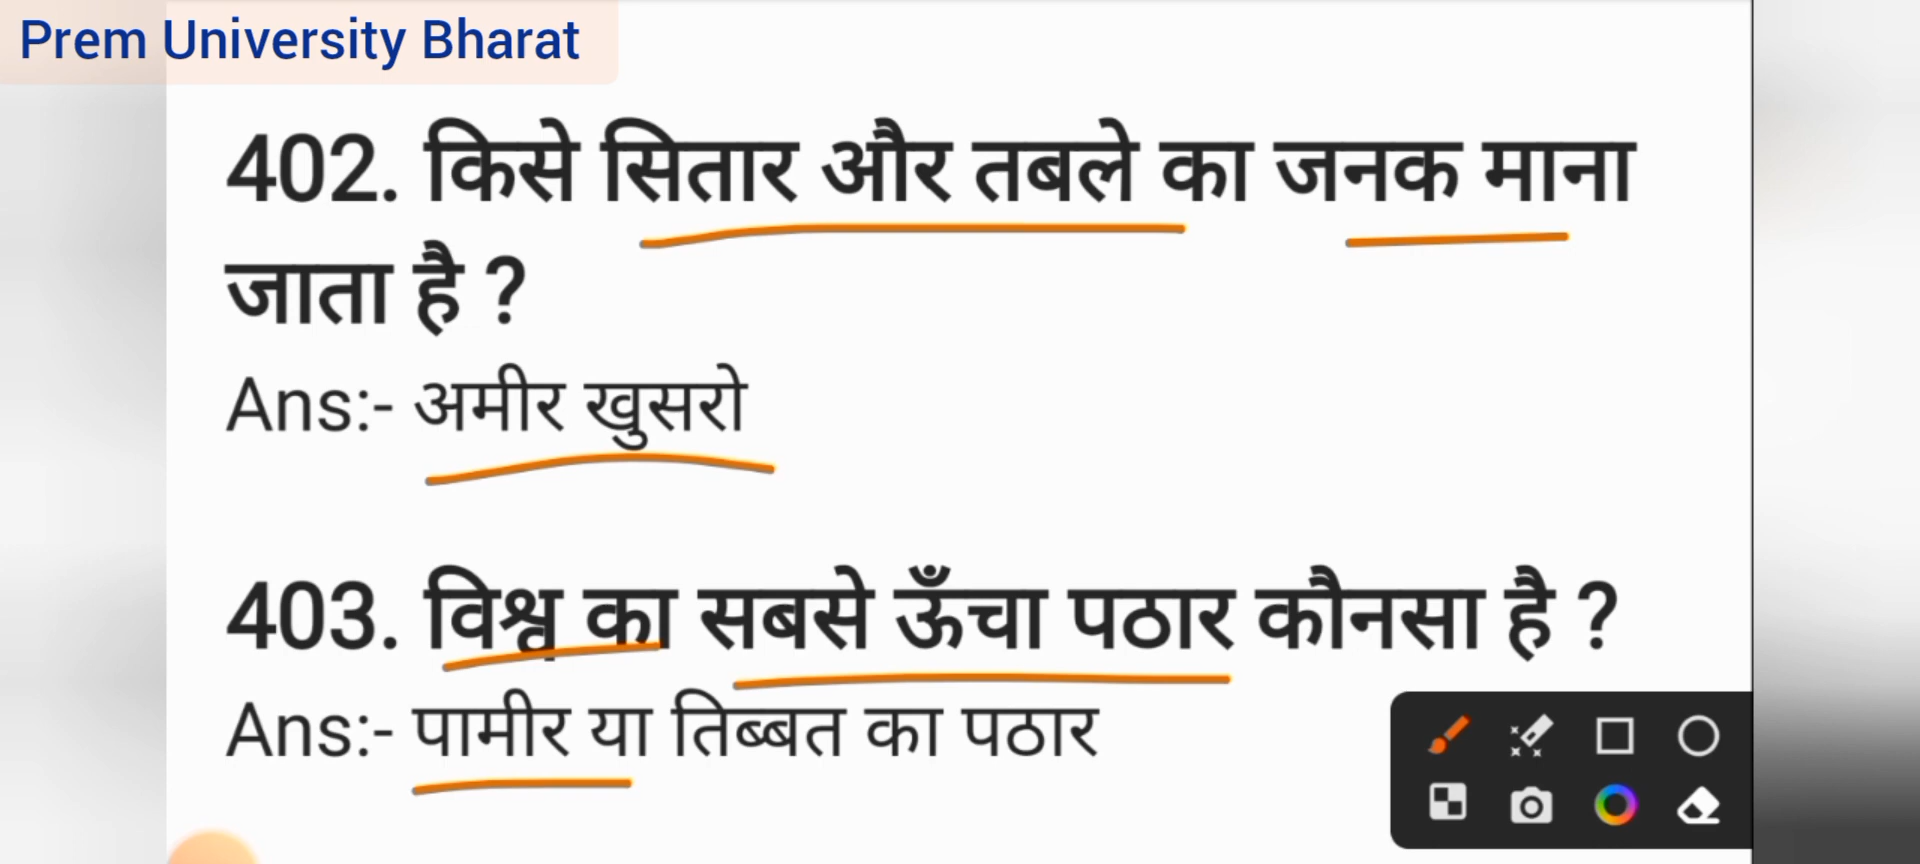 Prem University Bharat
402. किसे सितार और तबले का जनक माना
जाता है ?
Ans:- अमीर खुसरो
403. विश्व का सबसे ऊँचा पठार कौनसा है ?
Ans:- पामीर या तिब्बत का पठार